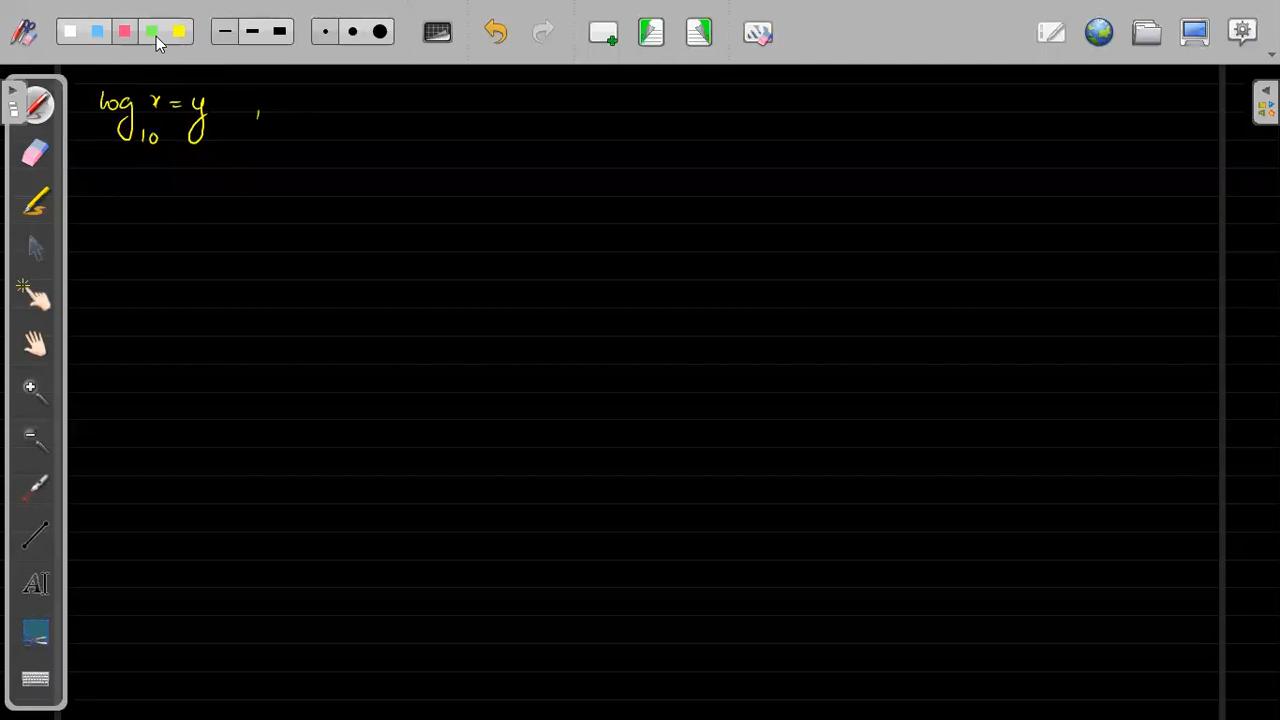 log₁₀ x = y ,